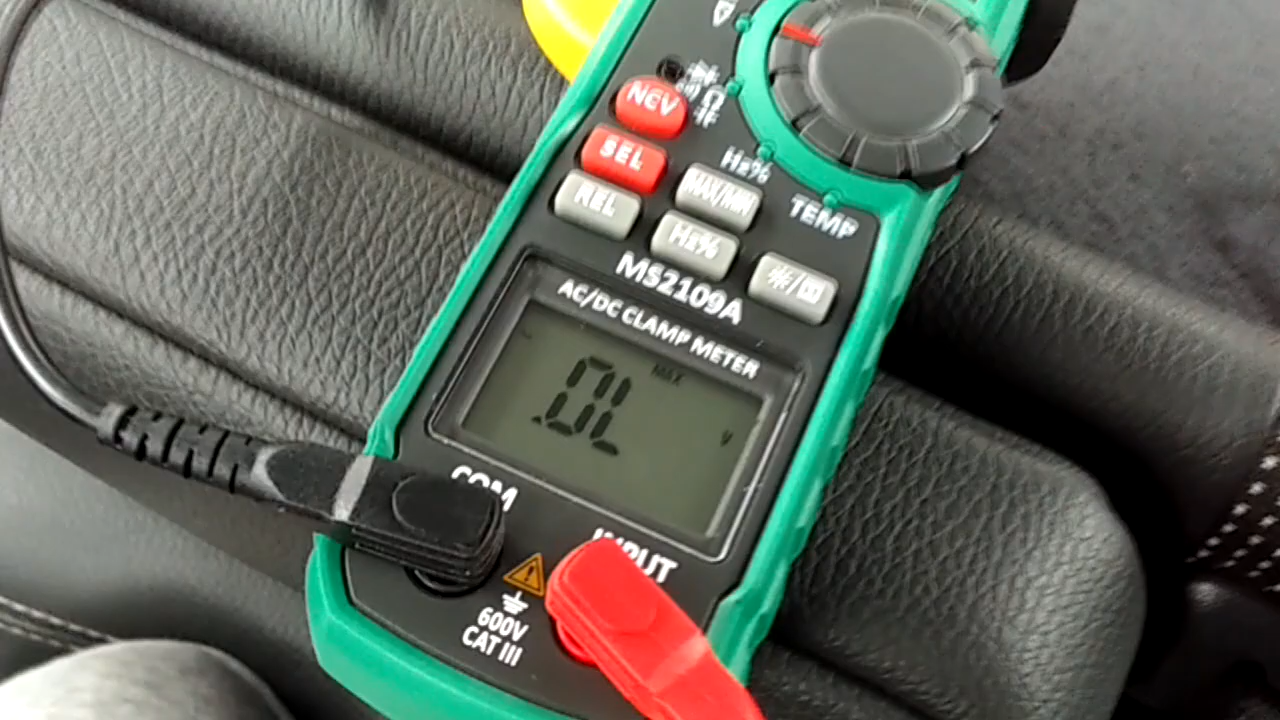 NCV
Ω
SEL
Hz%
REL
MAX/MIN
TEMP
Hz%
MS2109A
AC/DC CLAMP METER
MAX
.0L
V
COM
INPUT
600V
CAT III